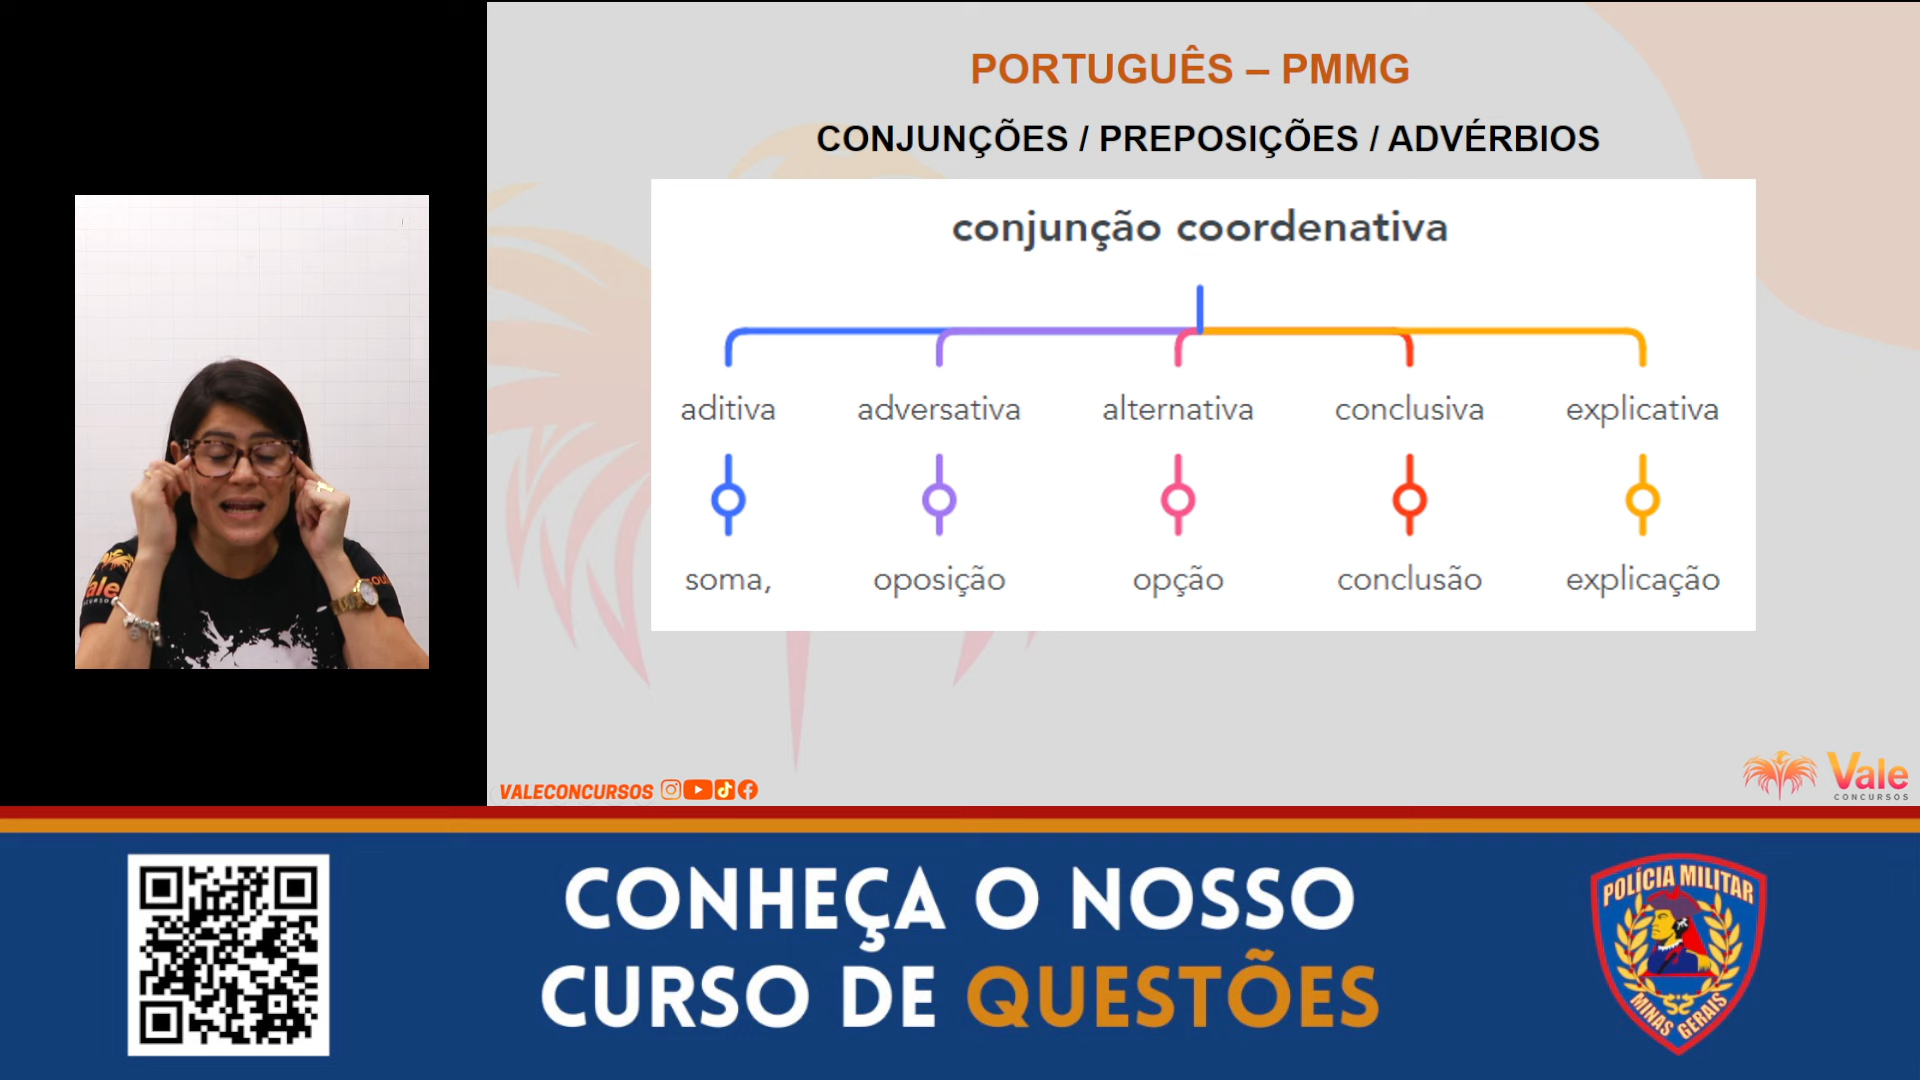 PORTUGUÊS – PMMG
CONJUNÇÕES / PREPOSIÇÕES / ADVÉRBIOS
conjunção coordenativa
aditiva adversativa alternativa conclusiva explicativa
soma, oposição opção conclusão explicação
VALECONCURSOS
Vale
CONCURSOS
CONHEÇA O NOSSO
CURSO DE QUESTÕES
POLÍCIA MILITAR
MINAS GERAIS